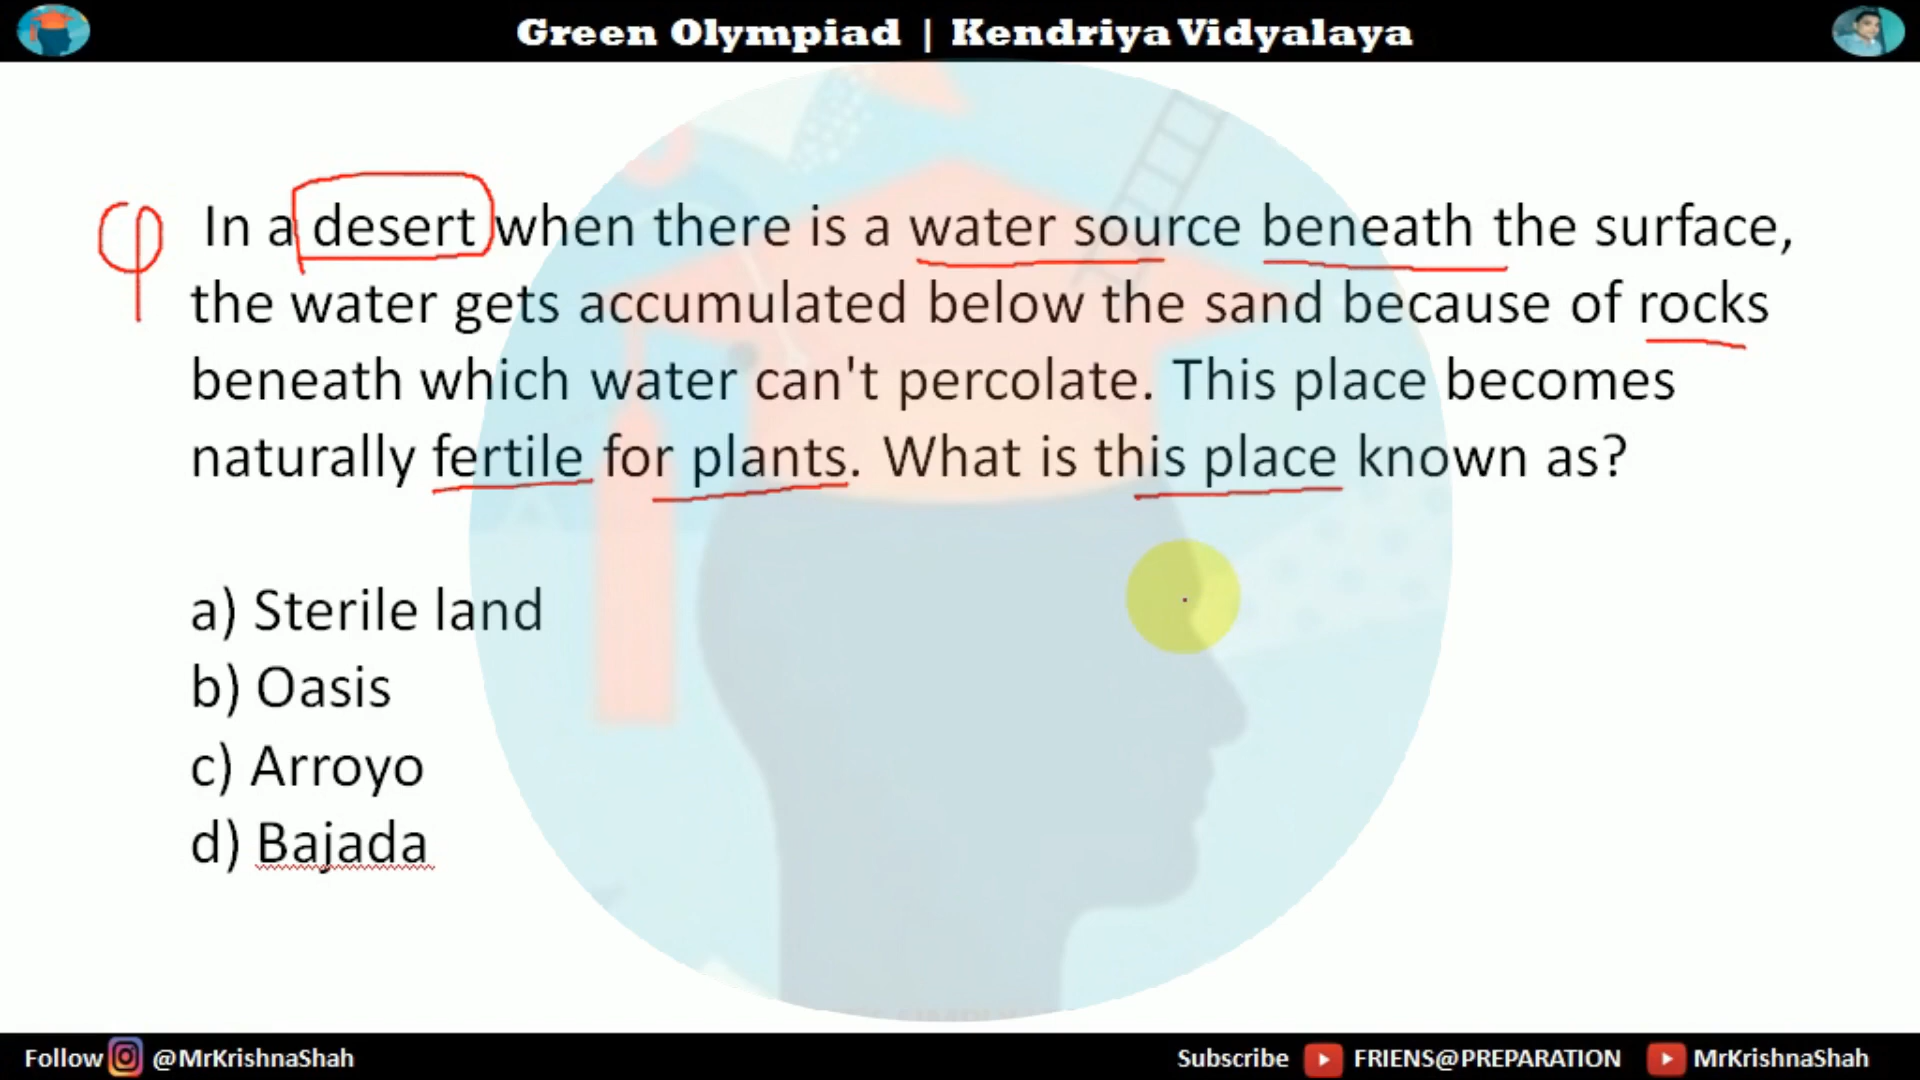 Green Olympiad | Kendriya Vidyalaya
In a desert when there is a water source beneath the surface,
the water gets accumulated below the sand because of rocks
beneath which water can't percolate. This place becomes
naturally fertile for plants. What is this place known as?
a) Sterile land
b) Oasis
c) Arroyo
d) Bajada
Follow @MrKrishnaShah Subscribe FRIENS@PREPARATION MrKrishnaShah